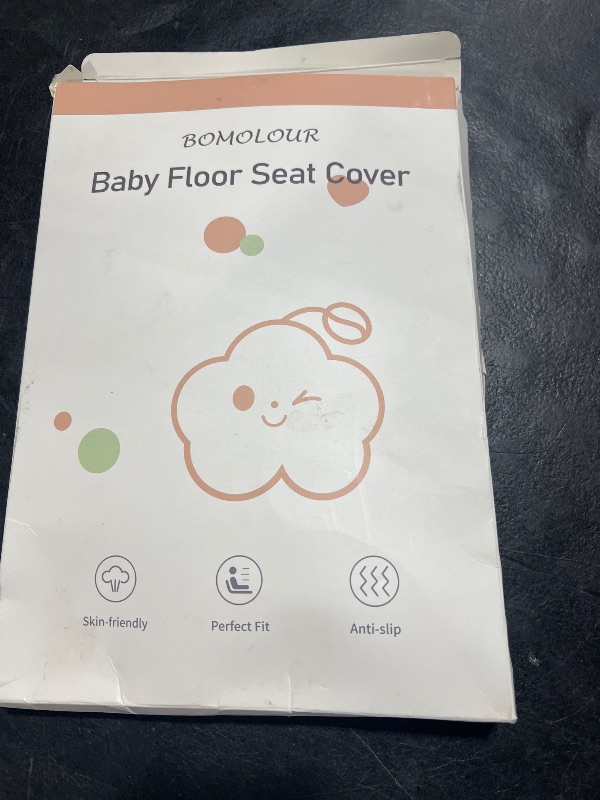 BOMOLOUR
Baby Floor Seat Cover
Skin-friendly
Perfect Fit
Anti-slip